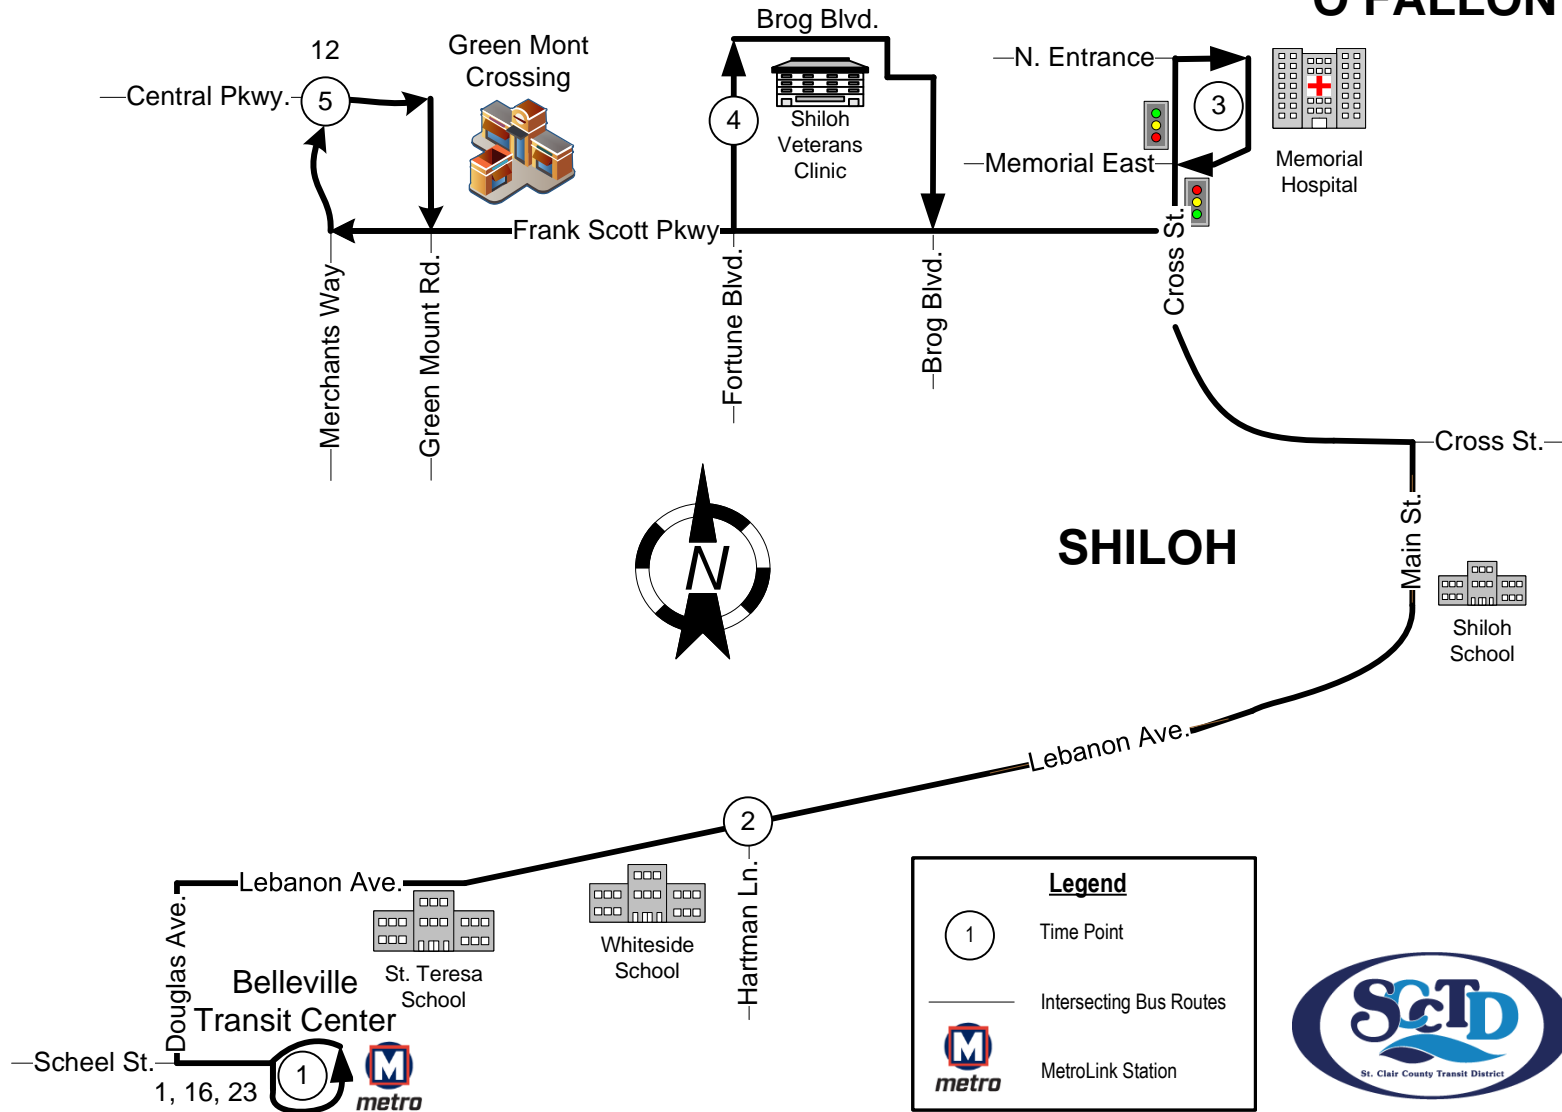 O'FALLON
Brog Blvd.
12
Green Mont
Crossing
N. Entrance
Central Pkwy.
5
4
3
Shiloh
Veterans
Clinic
Memorial East
Memorial
Hospital
Frank Scott Pkwy
Cross St.
Merchants Way
Green Mount Rd.
Fortune Blvd.
Brog Blvd.
Cross St.
N
SHILOH
Main St.
Shiloh
School
Lebanon Ave.
2
Lebanon Ave.
Hartman Ln.
Whiteside
School
St. Teresa
School
Douglas Ave.
Belleville
Transit Center
Scheel St.
1
M
metro
1, 16, 23
Legend
1 Time Point
Intersecting Bus Routes
M
metro
MetroLink Station
SCCTD
St. Clair County Transit District